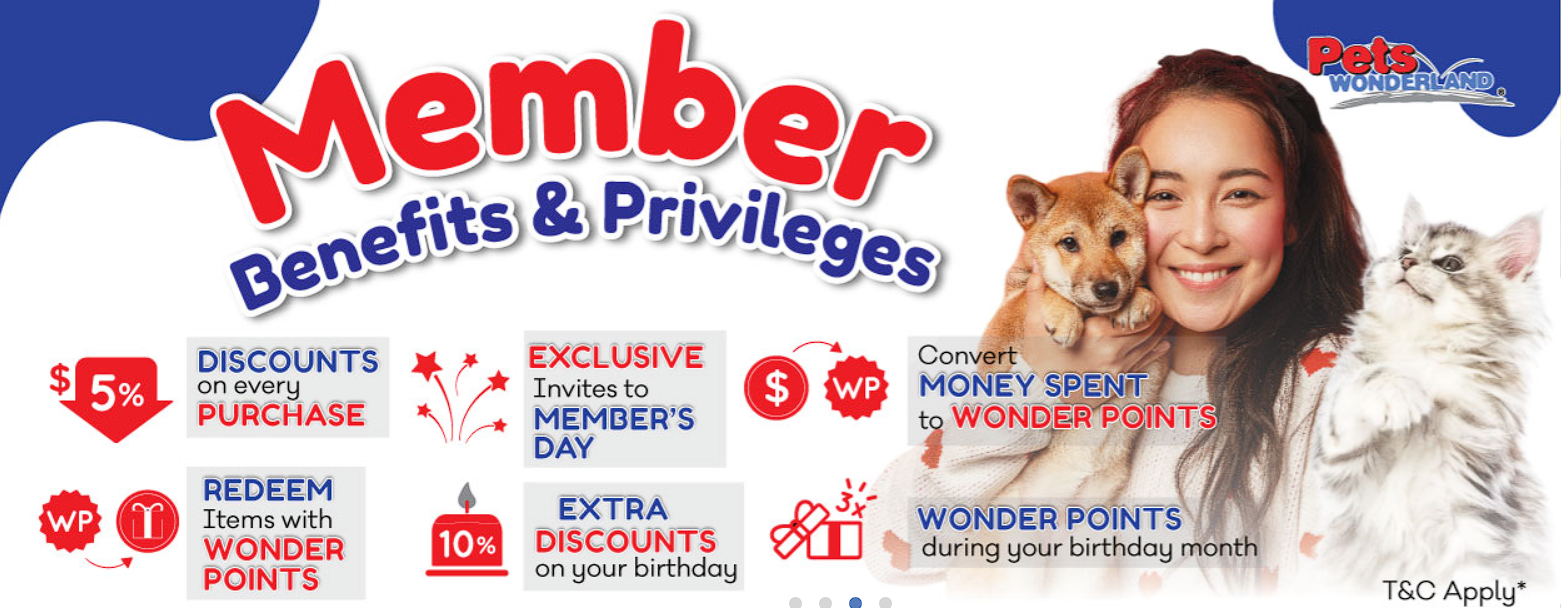 Member
Benefits & Privileges
Pets
WONDERLAND®
$
5%
DISCOUNTS
on every
PURCHASE
EXCLUSIVE
Invites to
MEMBER'S
DAY
$
WP
Convert
MONEY SPENT
to WONDER POINTS
WP
REDEEM
Items with
WONDER
POINTS
10%
EXTRA
DISCOUNTS
on your birthday
3x
WONDER POINTS
during your birthday month
T&C Apply*